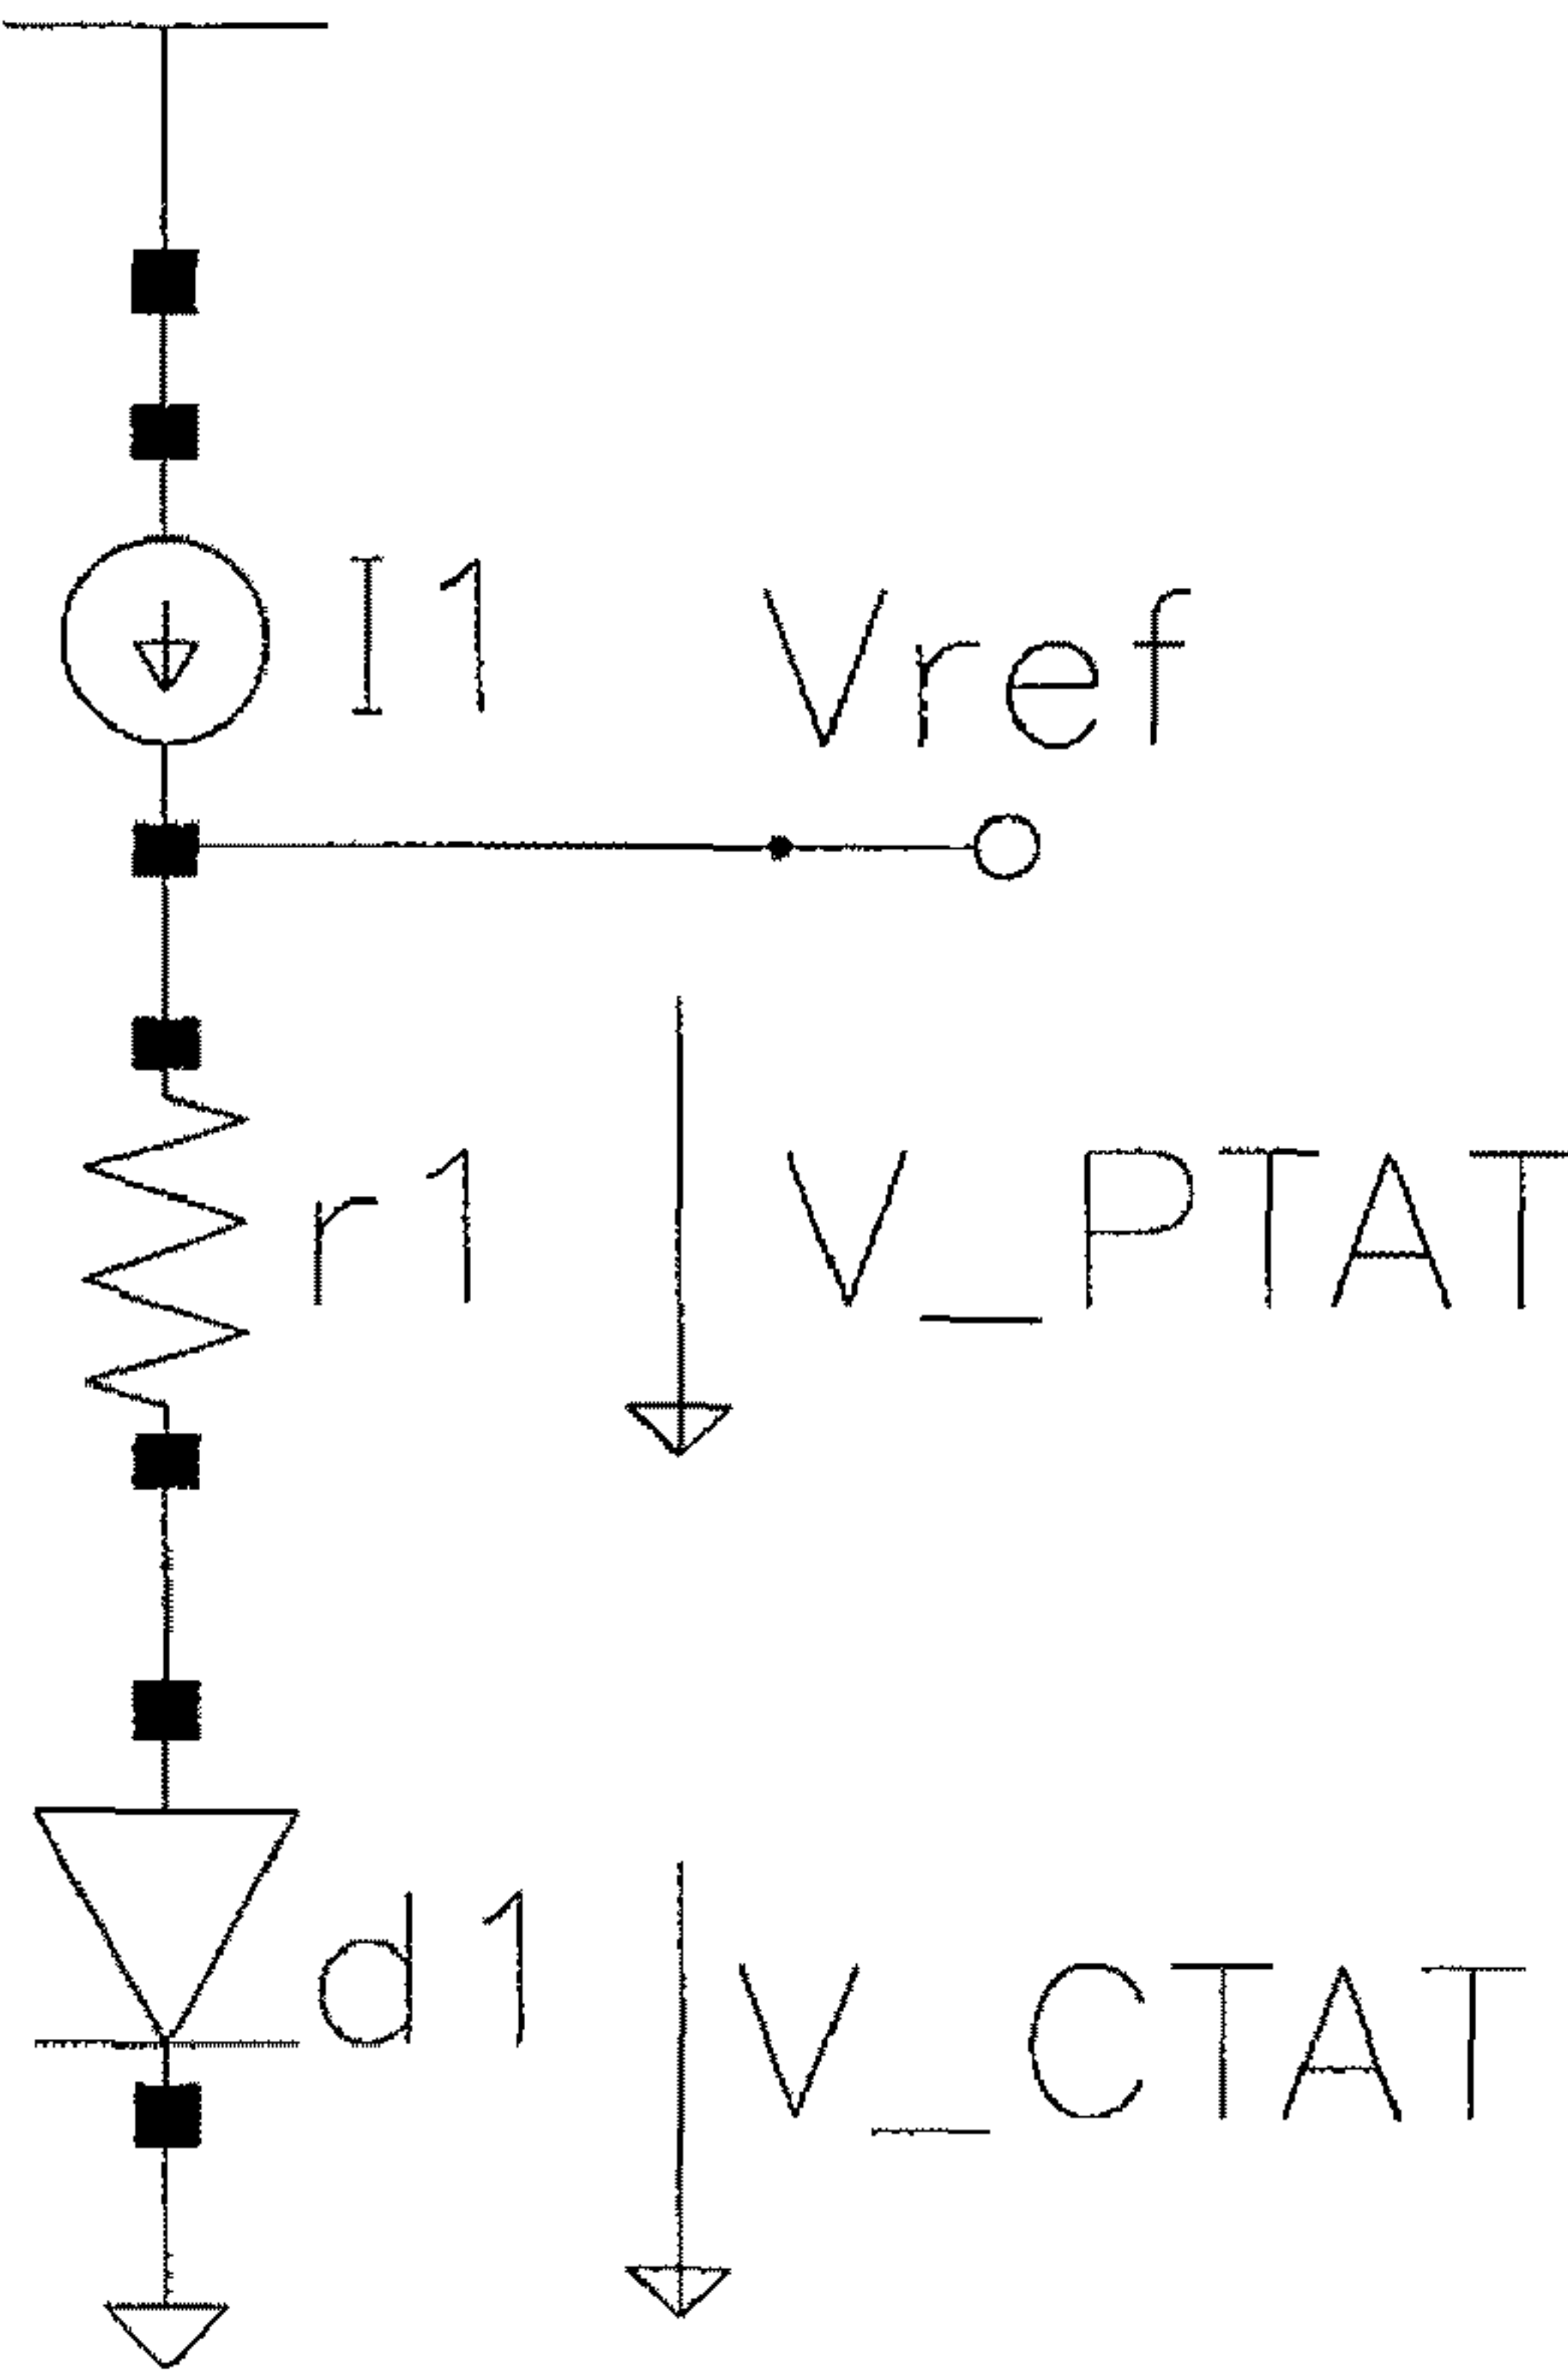 I1
Vref
r1
V_PTAT
d1
V_CTAT